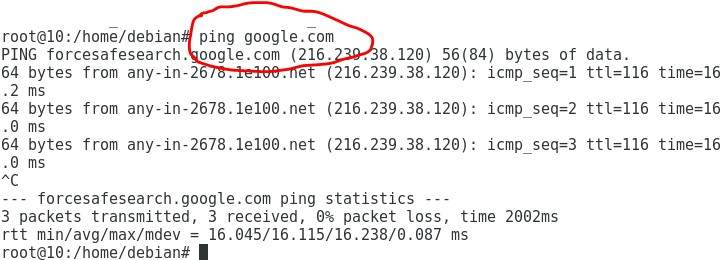 root@10:/home/debian# ping google.com
PING forcesafesearch.google.com (216.239.38.120) 56(84) bytes of data.
64 bytes from any-in-2678.1e100.net (216.239.38.120): icmp_seq=1 ttl=116 time=16
.2 ms
64 bytes from any-in-2678.1e100.net (216.239.38.120): icmp_seq=2 ttl=116 time=16
.0 ms
64 bytes from any-in-2678.1e100.net (216.239.38.120): icmp_seq=3 ttl=116 time=16
.0 ms
^C
--- forcesafesearch.google.com ping statistics ---
3 packets transmitted, 3 received, 0% packet loss, time 2002ms
rtt min/avg/max/mdev = 16.045/16.115/16.238/0.087 ms
root@10:/home/debian#